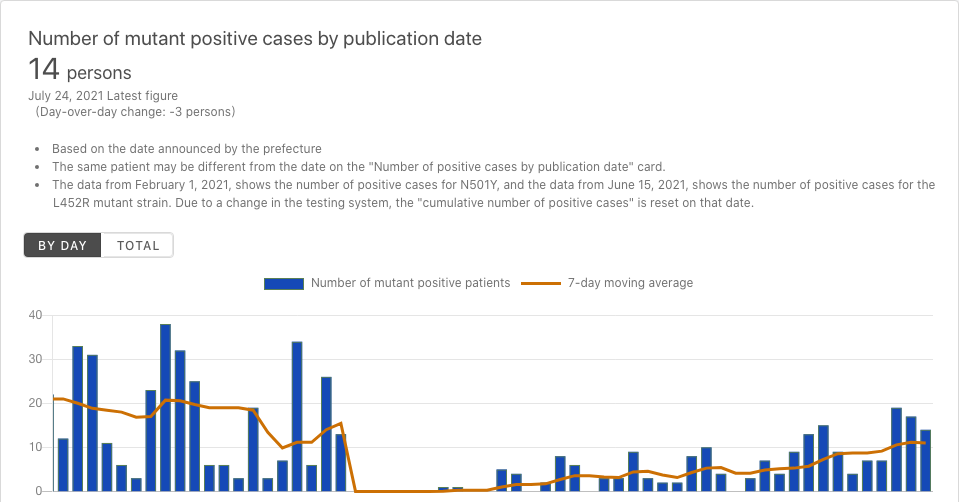 Number of mutant positive cases by publication date
14 persons
July 24, 2021 Latest figure
(Day-over-day change: -3 persons)
• Based on the date announced by the prefecture
• The same patient may be different from the date on the "Number of positive cases by publication date" card.
• The data from February 1, 2021, shows the number of positive cases for N501Y, and the data from June 15, 2021, shows the number of positive cases for the
L452R mutant strain. Due to a change in the testing system, the "cumulative number of positive cases" is reset on that date.
BY DAY TOTAL
Number of mutant positive patients 7-day moving average
40
30
20
10
0